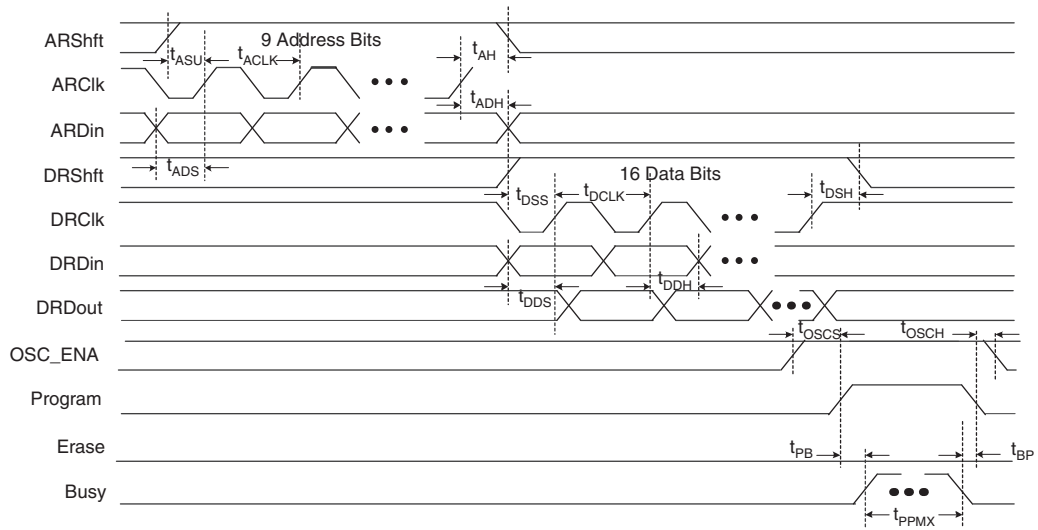 ARShft
9 Address Bits
tASU
tACLK
tAH
ARClk
tADH
ARDin
tADS
DRShft
16 Data Bits
tDSS
tDCLK
tDSH
DRClk
DRDin
tDDS
tDDH
DRDout
tOSCS
tOSCH
OSC_ENA
Program
Erase
tPB
tBP
Busy
tPPMX